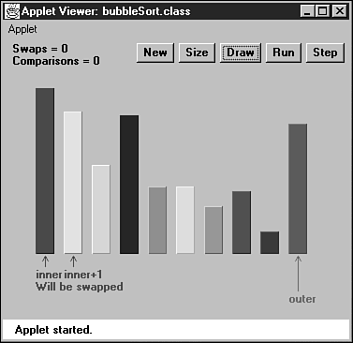 Applet Viewer: bubbleSort.class
Applet
Swaps = 0
Comparisons = 0
New Size Draw Run Step
inner inner+1
Will be swapped
outer
Applet started.